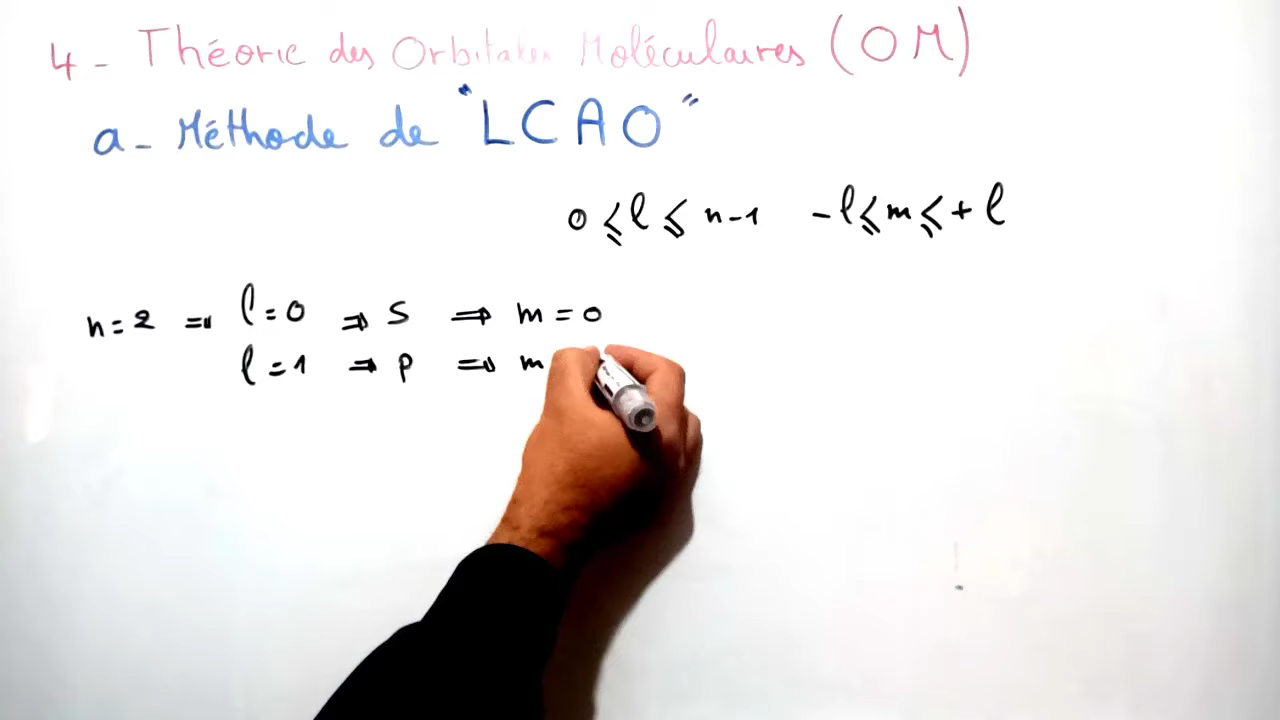 4 - Théorie des Orbitales Moléculaires (OM)
a - Méthode de "LCAO"
0 ≤ l ≤ n-1 -l ≤ m ≤ +l
n=2 ⇒ l=0 ⇒ S ⇒ m=0
l=1 ⇒ p ⇒ m